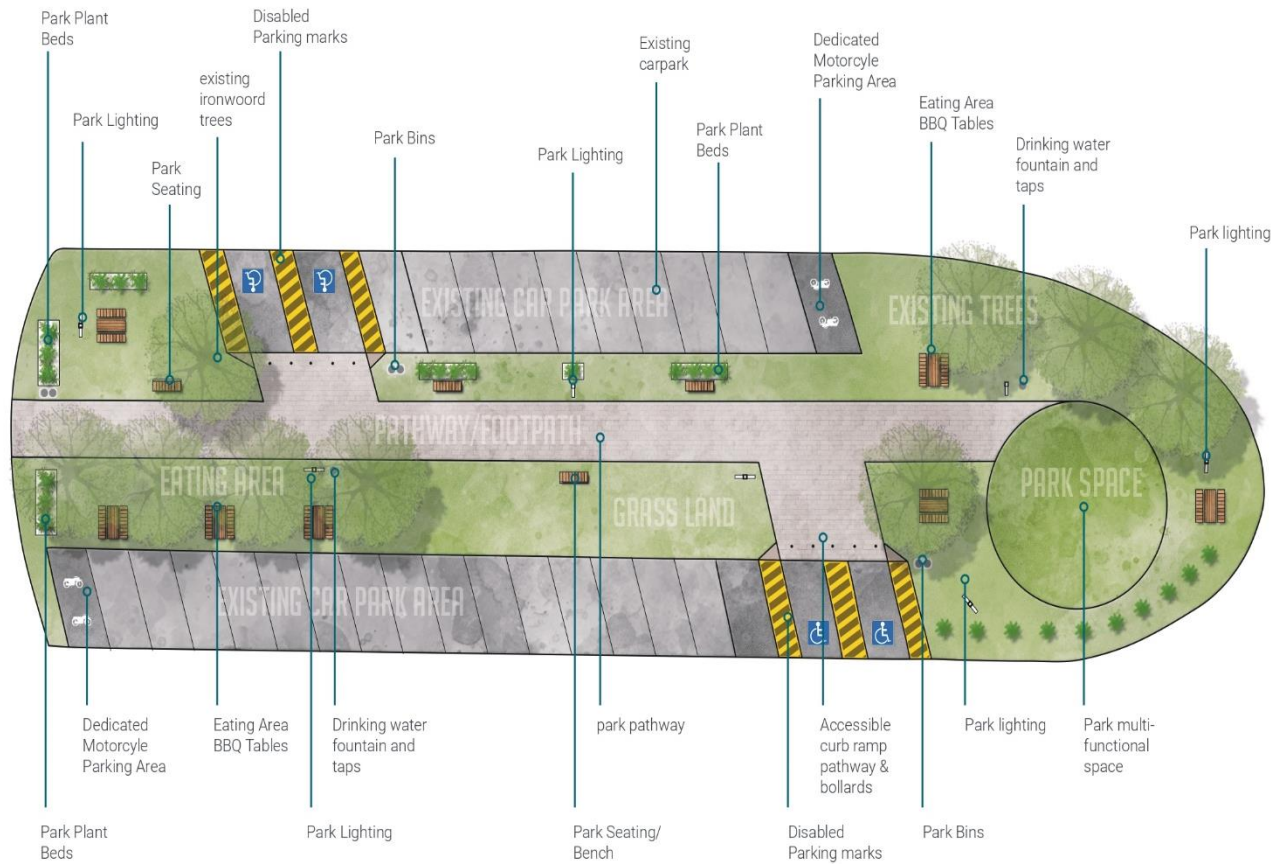 Park Plant
Beds
Disabled
Parking marks
Existing
carpark
Dedicated
Motorcyle
Parking Area
existing
ironwoord
trees
Park Lighting
Park
Seating
Park Bins
Park Lighting
Park Plant
Beds
Eating Area
BBQ Tables
Drinking water
fountain and
taps
Park lighting
EXISTING CAR PARK AREA
EXISTING TREES
PATHWAY/FOOTPATH
EATING AREA
GRASS LAND
PARK SPACE
EXISTING CAR PARK AREA
Dedicated
Motorcyle
Parking Area
Eating Area
BBQ Tables
Drinking water
fountain and
taps
park pathway
Accessible
curb ramp
pathway &
bollards
Park lighting
Park multi-
functional
space
Park Plant
Beds
Park Lighting
Park Seating/
Bench
Disabled
Parking marks
Park Bins